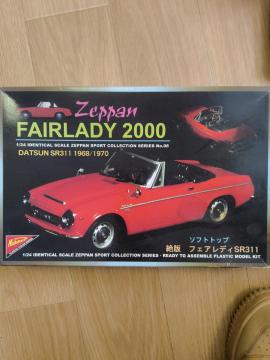 Zeppan
FAIRLADY 2000
1/24 IDENTICAL SCALE ZEPPAN SPORT COLLECTION SERIES No.05
DATSUN SR311 1968/1970
ソフトトップ
絶版 フェアレディSR311
Nichimo
1/24 IDENTICAL SCALE ZEPPAN SPORT COLLECTION SERIES・READY TO ASSEMBLE PLASTIC MODEL KIT